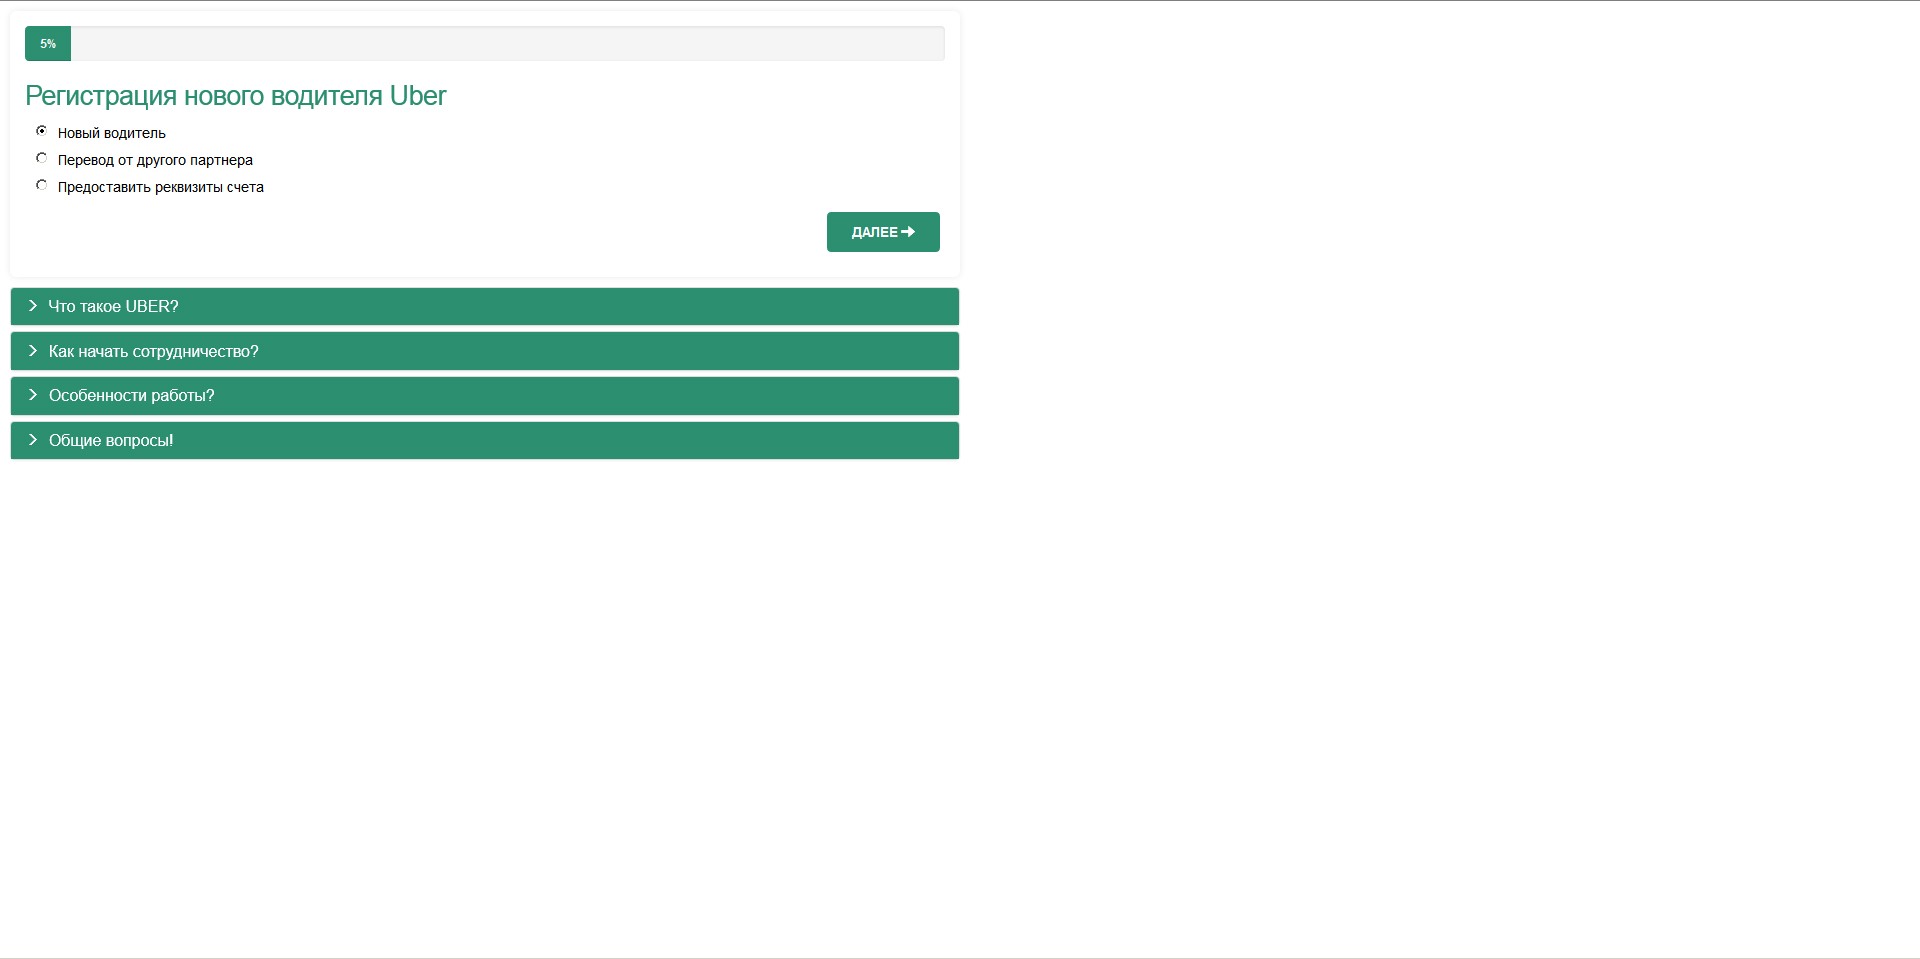 5%
Регистрация нового водителя Uber
Новый водитель
Перевод от другого партнера
Предоставить реквизиты счета
ДАЛЕЕ
Что такое UBER?
Как начать сотрудничество?
Особенности работы?
Общие вопросы!